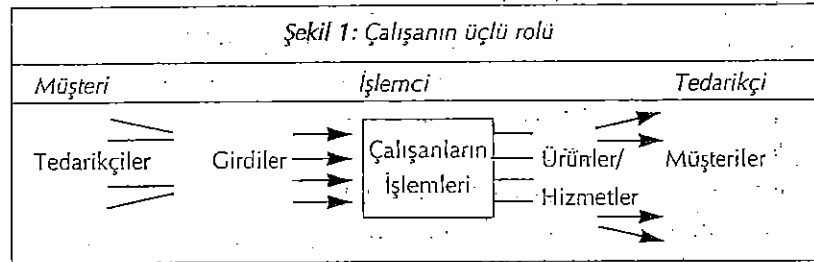 Şekil 1: Çalışanın üçlü rolü
Müşteri İşlemci Tedarikçi
Tedarikçiler Girdiler Çalışanların İşlemleri Ürünler/ Hizmetler Müşteriler